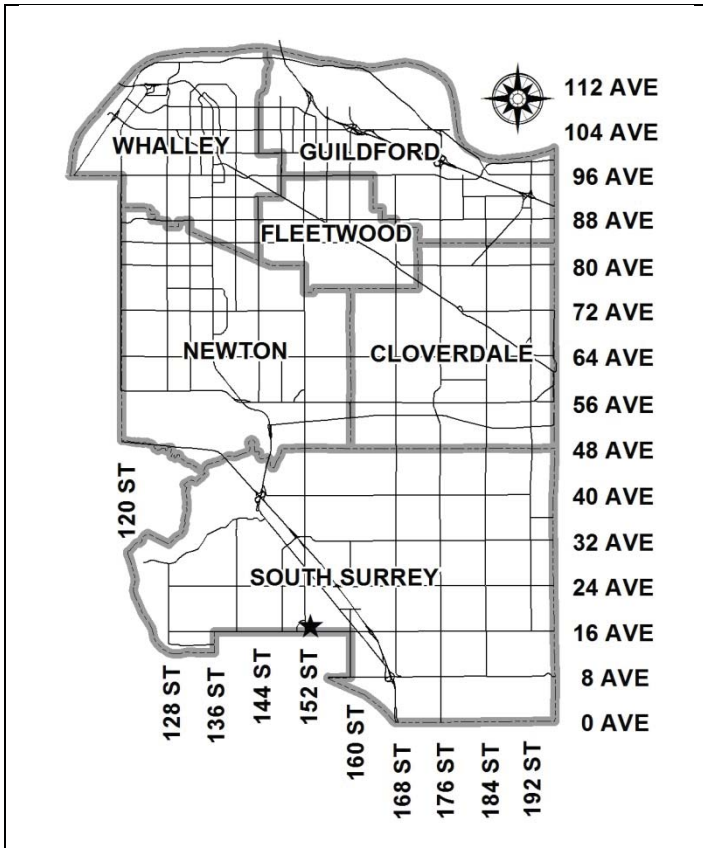 112 AVE
104 AVE
WHALLEY
GUILDFORD
96 AVE
88 AVE
FLEETWOOD
80 AVE
72 AVE
NEWTON
CLOVERDALE
64 AVE
56 AVE
48 AVE
120 ST
40 AVE
32 AVE
SOUTH SURREY
24 AVE
16 AVE
128 ST
136 ST
144 ST
152 ST
8 AVE
160 ST
0 AVE
168 ST
176 ST
184 ST
192 ST